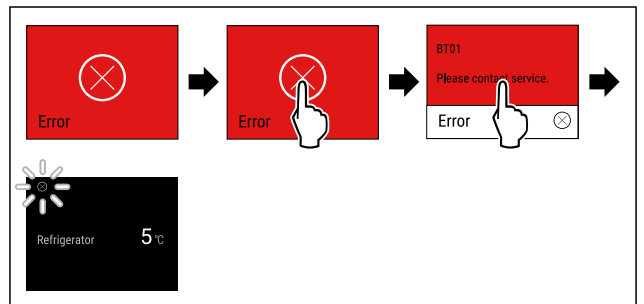 Error
Error
BT01
Please contact service.
Error
Refrigerator 5 °C